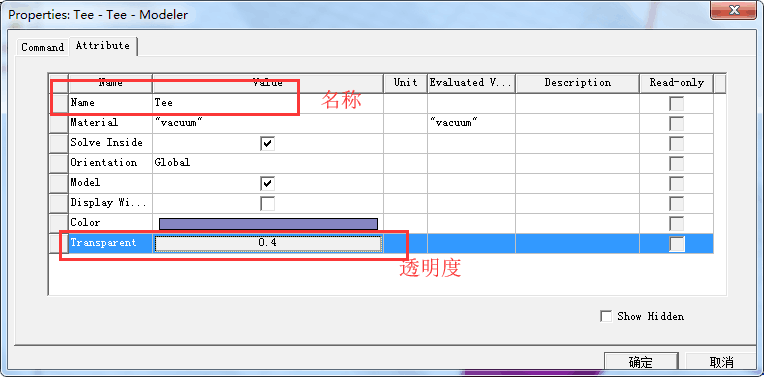 Properties: Tee - Tee - Modeler
Command Attribute
Name Value Unit Evaluated V... Description Read-only
Name Tee 名称
Material "vacuum" "vacuum"
Solve Inside
Orientation Global
Model
Display Wi...
Color
Transparent 0.4
透明度
Show Hidden
确定 取消